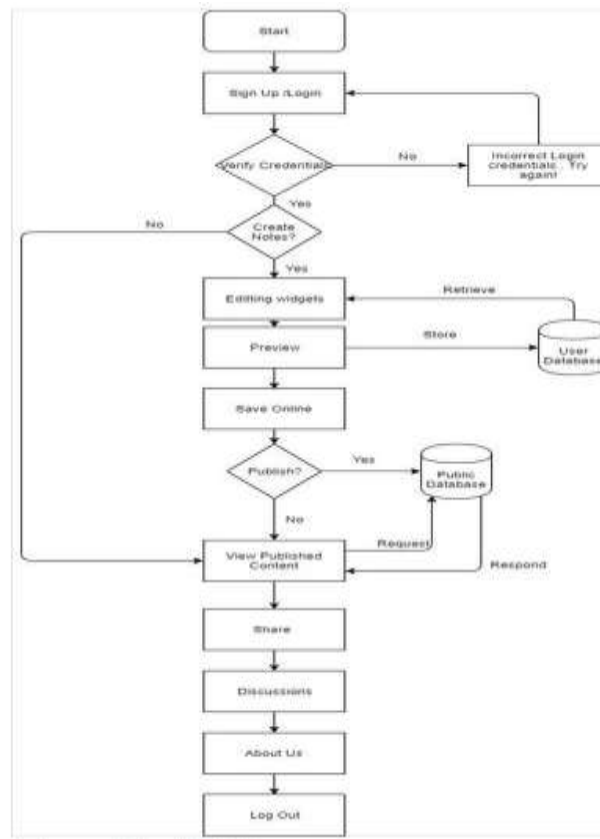 Start
Sign Up /Login
Verify Credentials
No
Incorrect Login
credentials . Try
again!
Yes
No
Create
Notes?
Yes
Retrieve
Editing widgets
Preview
Store
User
Database
Save Online
Publish?
Yes
Public
Database
No
Request
View Published
Content
Respond
Share
Discussions
About Us
Log Out